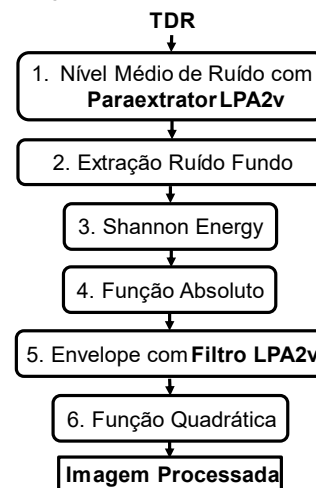 TDR
1. Nível Médio de Ruído com
Paraextrator LPA2v
2. Extração Ruído Fundo
3. Shannon Energy
4. Função Absoluto
5. Envelope com Filtro LPA2v
6. Função Quadrática
Imagem Processada